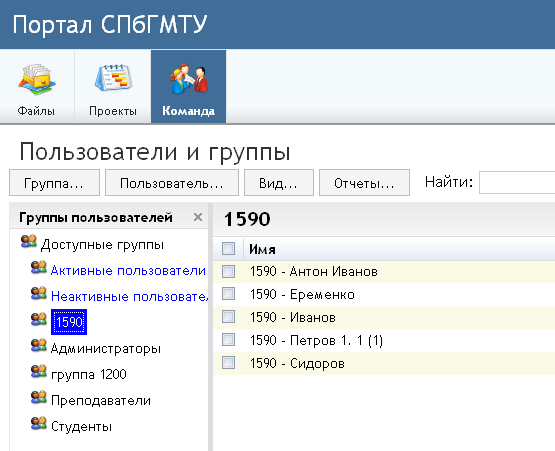 Портал СПбГМТУ
Файлы Проекты Команда
Пользователи и группы
Группа... Пользователь... Вид... Отчеты... Найти:
Группы пользователей ×
Доступные группы
Активные пользователи
Неактивные пользовател
1590
Администраторы
группа 1200
Преподаватели
Студенты
1590
Имя
1590 - Антон Иванов
1590 - Еременко
1590 - Иванов
1590 - Петров 1. 1 (1)
1590 - Сидоров